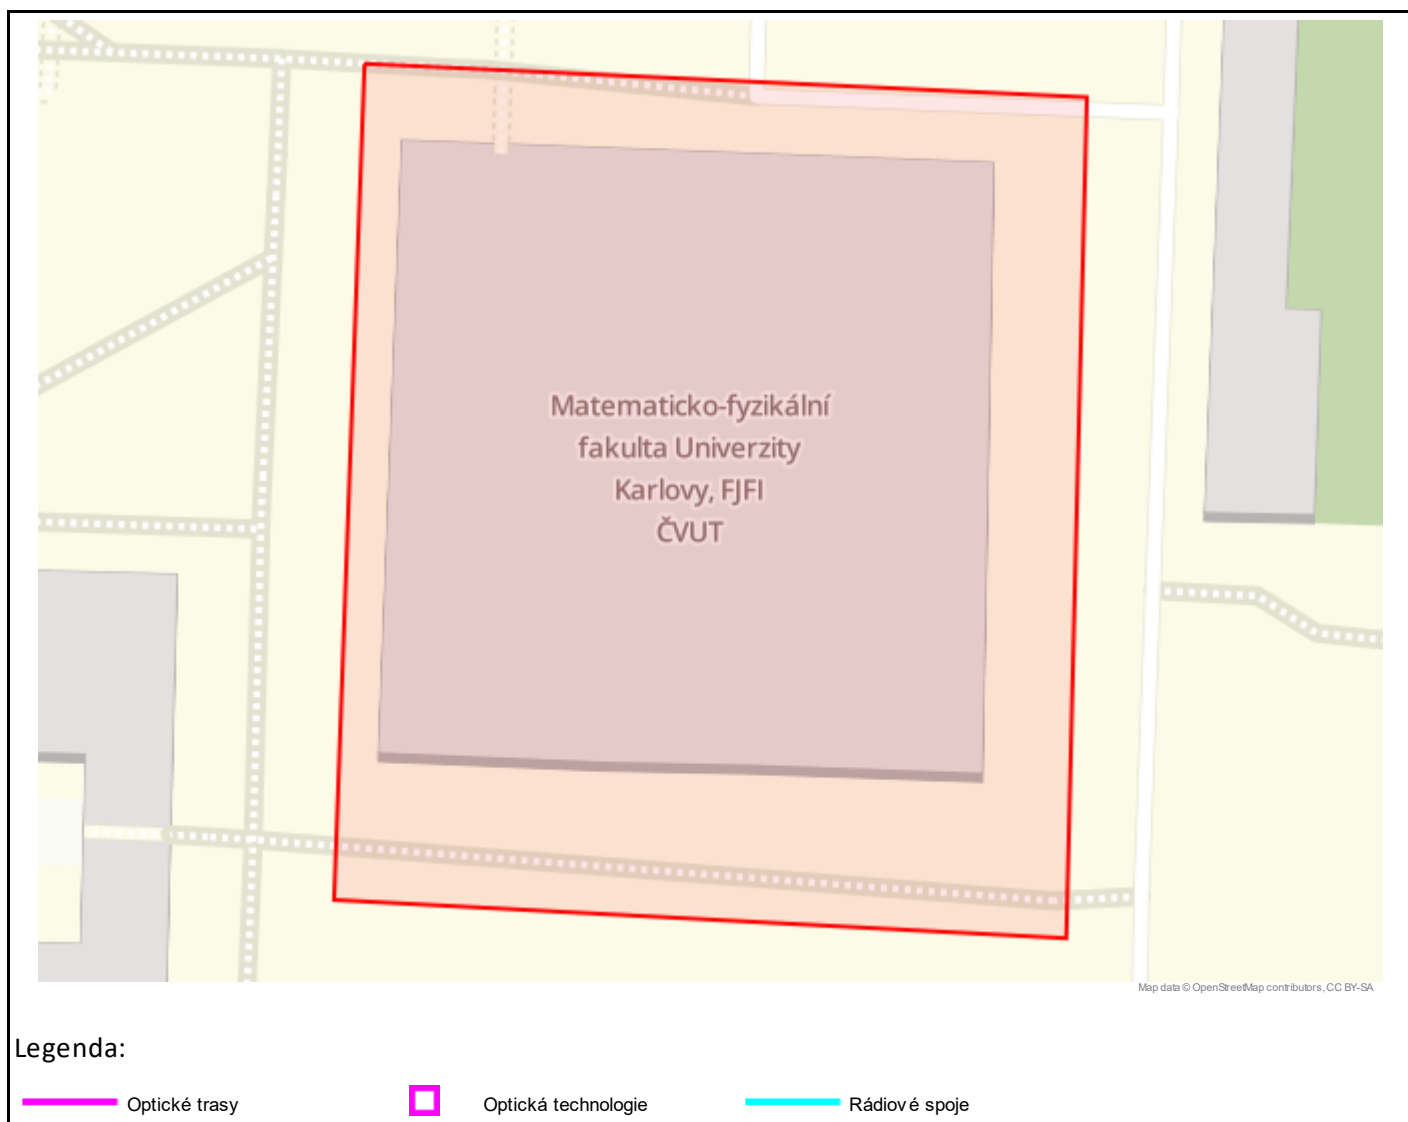 Matematicko-fyzikální
fakulta Univerzity
Karlovy, FJFI
ČVUT
Map data © OpenStreetMap contributors, CC BY-SA
Legenda:
Optické trasy
Optická technologie
Rádiové spoje